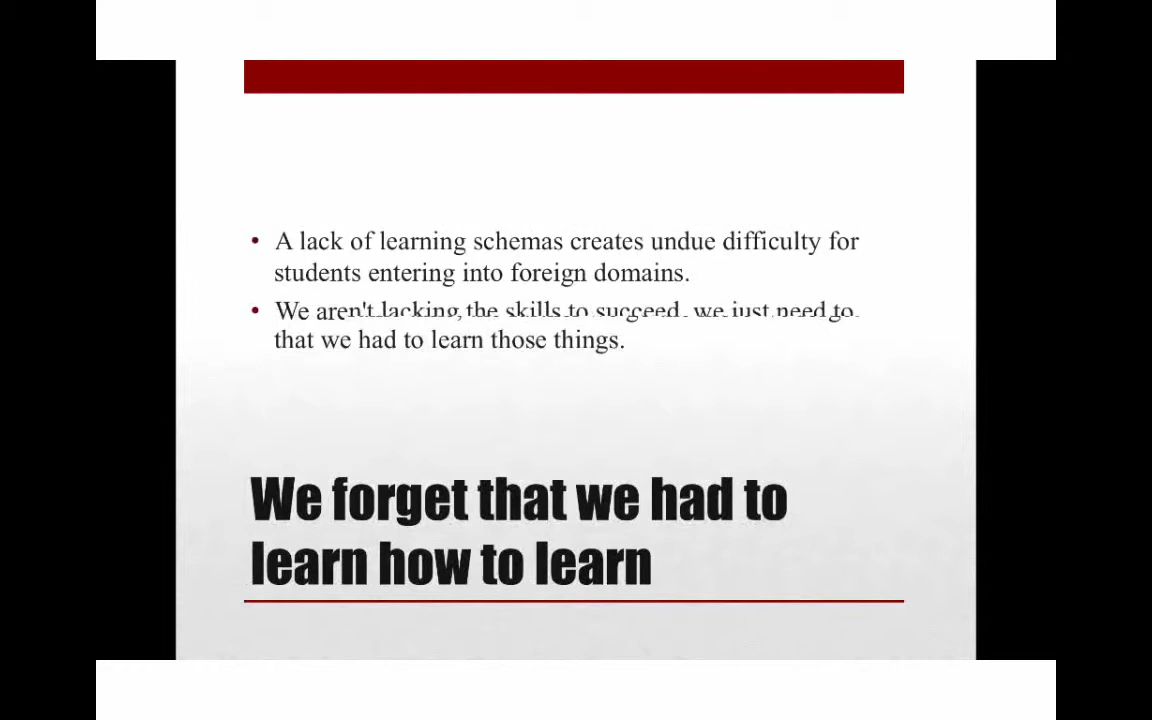 • A lack of learning schemas creates undue difficulty for
students entering into foreign domains.
• We aren't lacking the skills to succeed, we just need to
that we had to learn those things.
We forget that we had to
learn how to learn